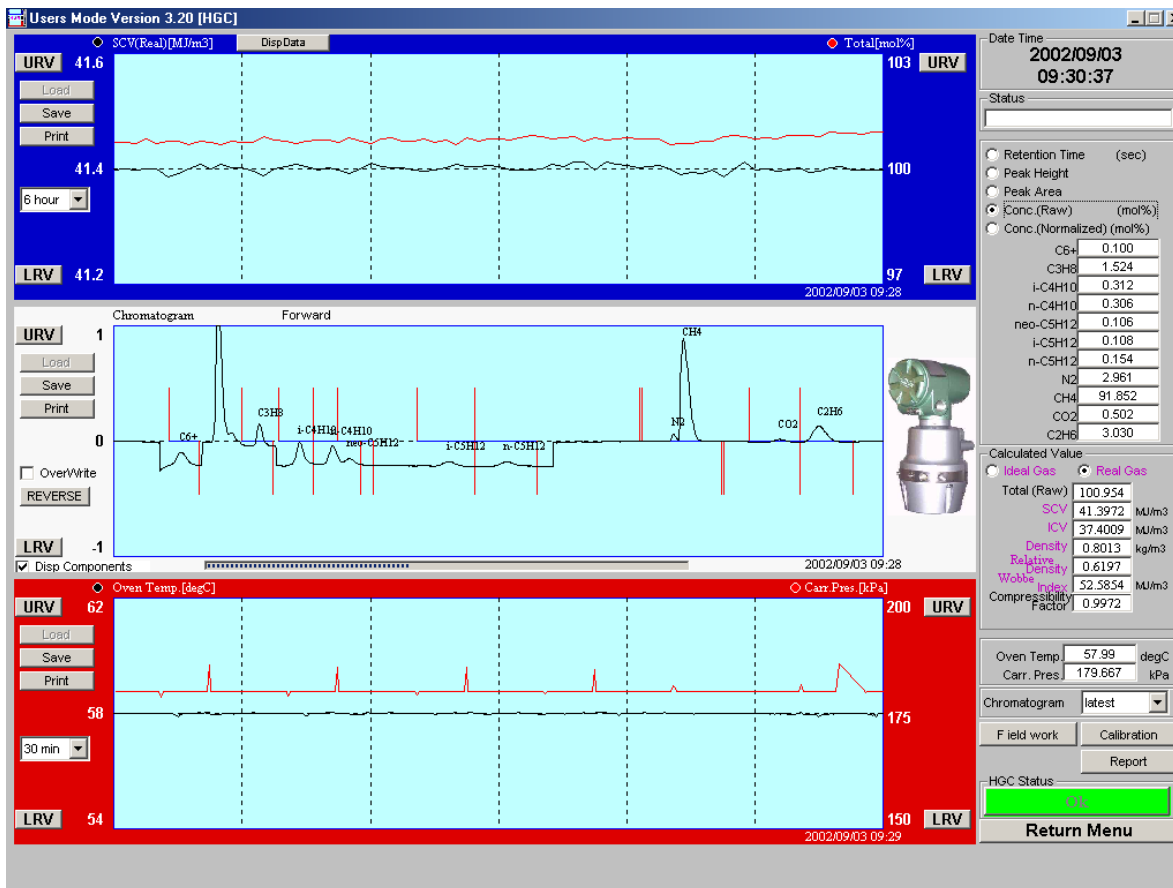 Users Mode Version 3.20 [HGC]
SCV(Real)[MJ/m3] DispData Total[mol%]
URV 41.6 103 URV
Load
Save
Print
41.4 100
6 hour
LRV 41.2 97 LRV
2002/09/03 09:28
Chromatogram Forward
URV 1
Load
Save
Print
CH4
C6+ C3H8 i-C4H10 n-C4H10 neo-C5H12 i-C5H12 n-C5H12 N2 CO2 C2H6
0
OverWrite
REVERSE
LRV -1
Disp Components 2002/09/03 09:28
Oven Temp.[degC] Carr.Pres.[kPa]
URV 62 200 URV
Load
Save
Print
58 175
30 min
LRV 54 150 LRV
2002/09/03 09:29
Date Time
2002/09/03
09:30:37
Status
Retention Time (sec)
Peak Height
Peak Area
Conc.(Raw) (mol%)
Conc.(Normalized) (mol%)
C6+ 0.100
C3H8 1.524
i-C4H10 0.312
n-C4H10 0.306
neo-C5H12 0.106
i-C5H12 0.108
n-C5H12 0.154
N2 2.961
CH4 91.852
CO2 0.502
C2H6 3.030
Calculated Value
Ideal Gas Real Gas
Total (Raw) 100.954
SCV 41.3972 MJ/m3
ICV 37.4009 MJ/m3
Density 0.8013 kg/m3
Relative
Density 0.6197
Wobbe
Index 52.5854 MJ/m3
Compressibility
Factor 0.9972
Oven Temp. 57.99 degC
Carr. Pres. 179.667 kPa
Chromatogram latest
Field work Calibration
Report
HGC Status
Ok
Return Menu